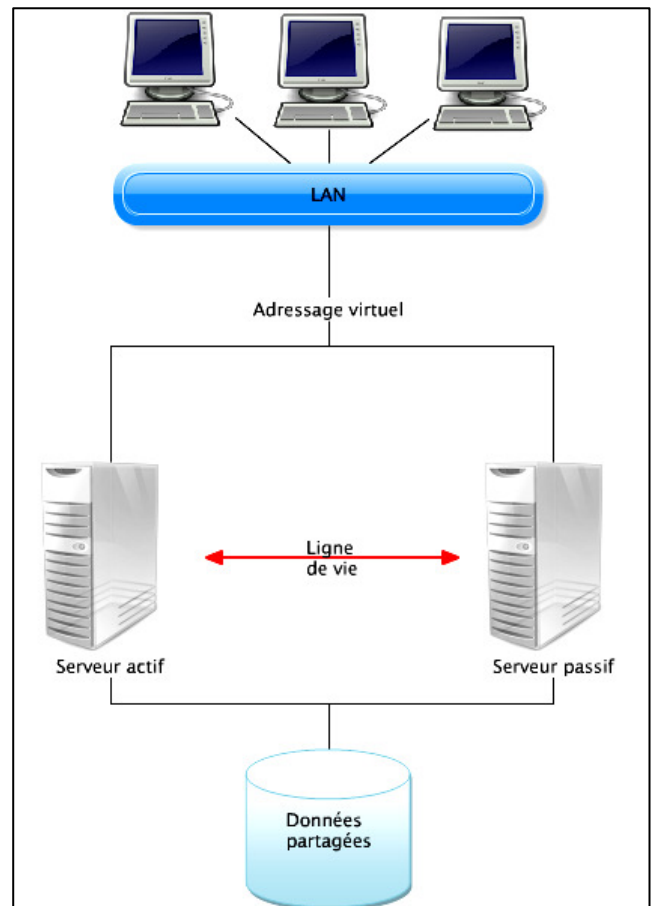 LAN
Adressage virtuel
Ligne
de vie
Serveur actif
Serveur passif
Données
partagées